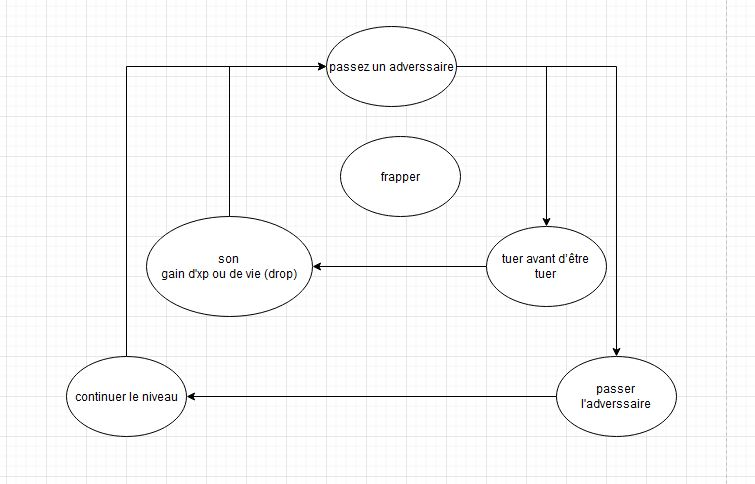 passez un adverssaire
frapper
son
gain d'xp ou de vie (drop)
tuer avant d'être
tuer
continuer le niveau
passer
l'adverssaire